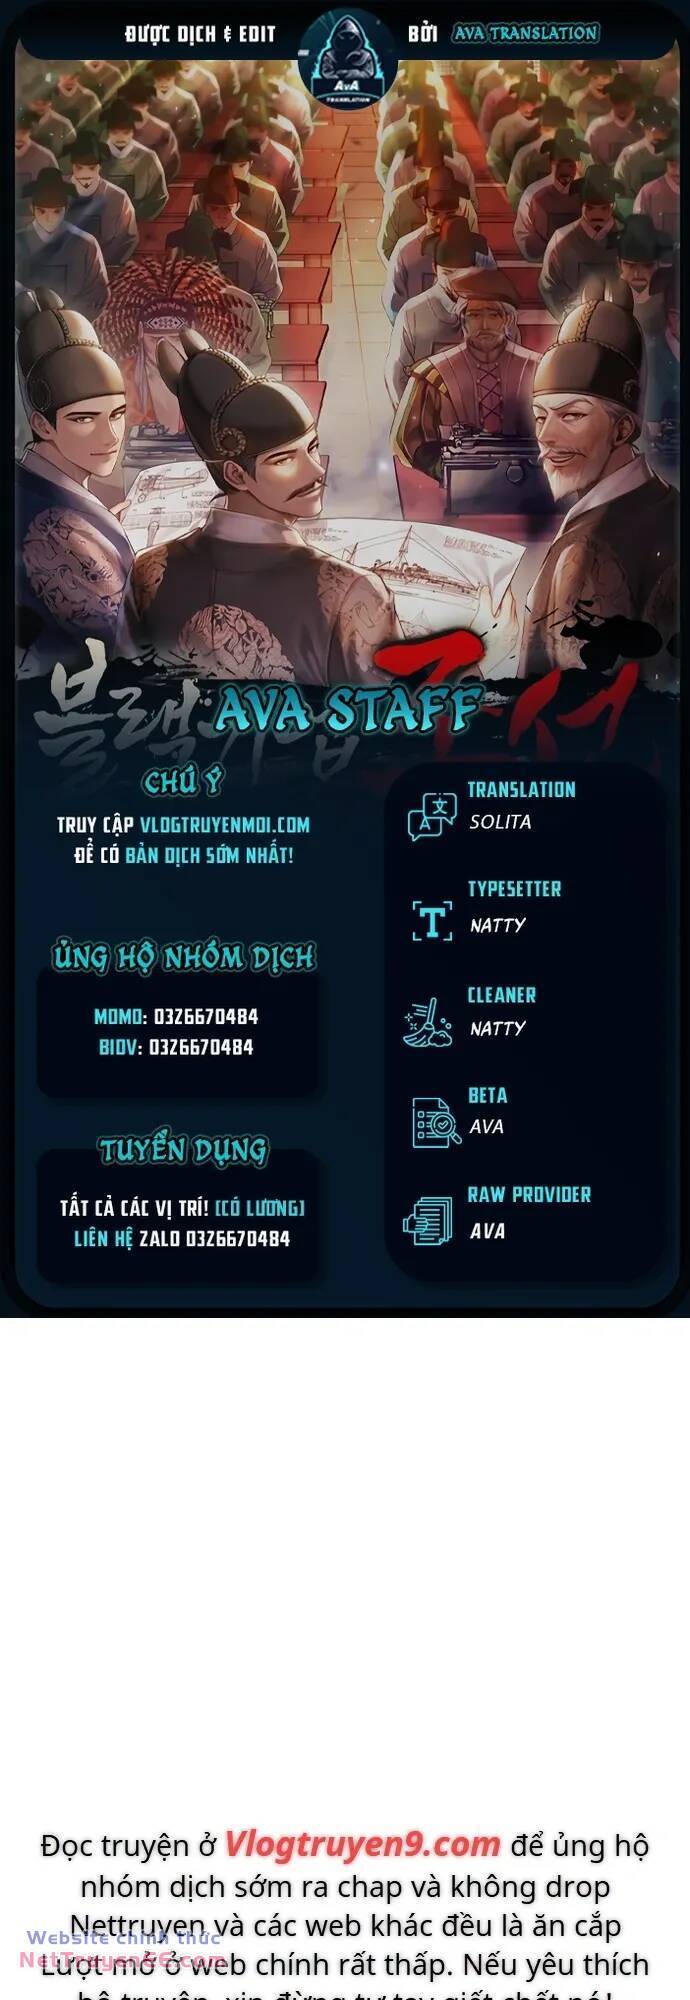 ĐƯỢC DỊCH & EDIT
BỞI AVA TRANSLATION
AVA
TRANSLATION
블랙기업조선
AVA STAFF
CHÚ Ý
TRUY CẬP VLOGTRUYENMOI.COM
ĐỂ CÓ BẢN DỊCH SỚM NHẤT!
ỦNG HỘ NHÓM DỊCH
MOMO: 0326670484
BIDV: 0326670484
TUYỂN DỤNG
TẤT CẢ CÁC VỊ TRÍ! [CÓ LƯƠNG]
LIÊN HỆ ZALO 0326670484
TRANSLATION
SOLITA
TYPESETTER
NATTY
CLEANER
NATTY
BETA
AVA
RAW PROVIDER
AVA
Đọc truyện ở Vlogtruyen9.com để ủng hộ
nhóm dịch sớm ra chap và không drop
Nettruyen và các web khác đều là ăn cắp
Website chính thức
Lượt mở ở web chính rất thấp. Nếu yêu thích
NetTruyen66.com
bộ truyện, xin đừng tự tay giết chết nó!